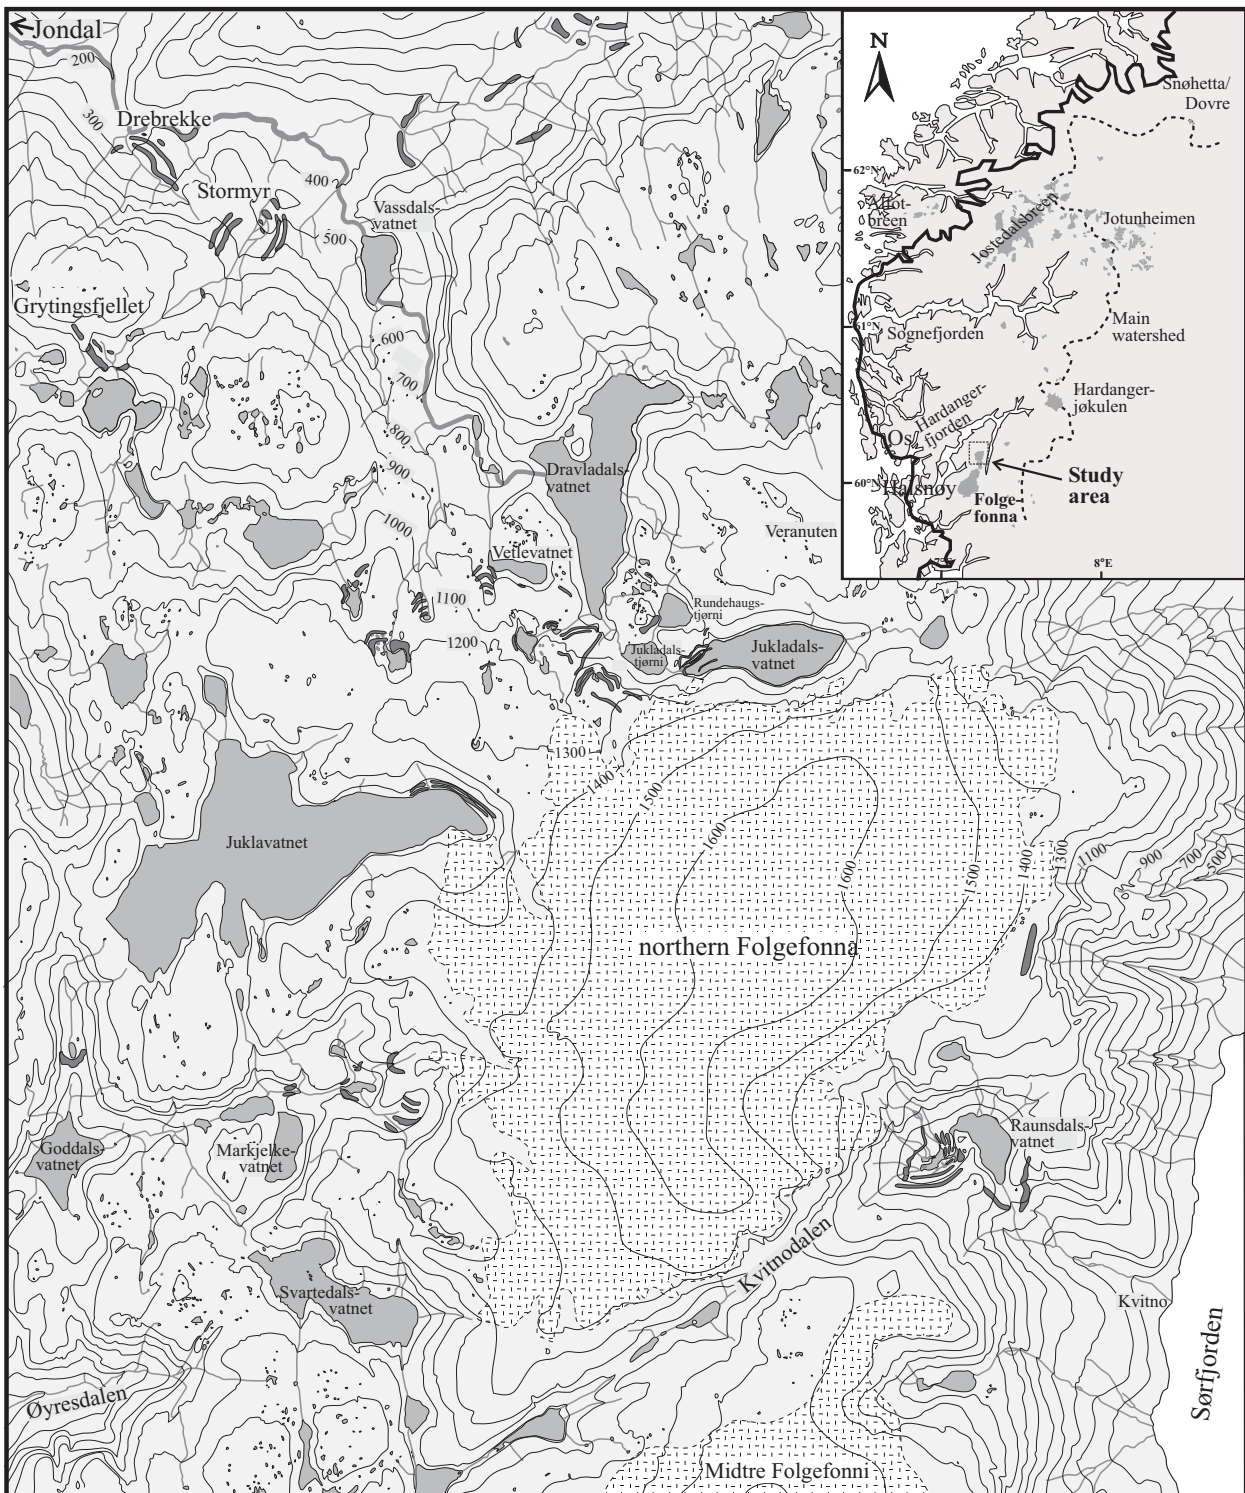 Jondal
200
300
Drebrekke
Stormyr
400
500
Vassdals-
vatnet
Grytingsfjellet
600
700
800
900
1000
Dravladals-
vatnet
Veranuten
Vetlevatnet
1100
1200
Rundehaugs-
tjørni
Jukladals-
tjørni
Jukladals-
vatnet
1300
1400
1500
1600
1600
1500
1400
1300
1100
900
700
500
Juklavatnet
northern Folgefonna
Goddals-
vatnet
Markjelke-
vatnet
Raunsdals-
vatnet
Svartedals-
vatnet
Kvitnodalen
Kvitno
Sørfjorden
Øyresdalen
Midtre Folgefonni
N
Snøhetta/
Dovre
62°N
Ålfot-
breen
Jostedalsbreen
Jotunheimen
61°N
Sognefjorden
Main
watershed
Hardanger-
jøkulen
Hardanger-
fjorden
Os
60°N
Halsnøy
Folge-
fonna
Study
area
8°E